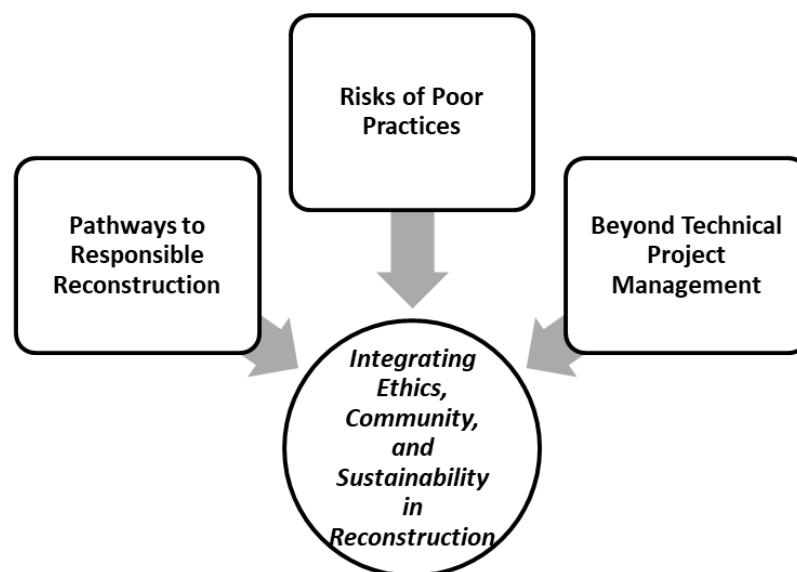 Risks of Poor
Practices
Pathways to
Responsible
Reconstruction
Beyond Technical
Project
Management
Integrating
Ethics,
Community,
and
Sustainability
in
Reconstruction